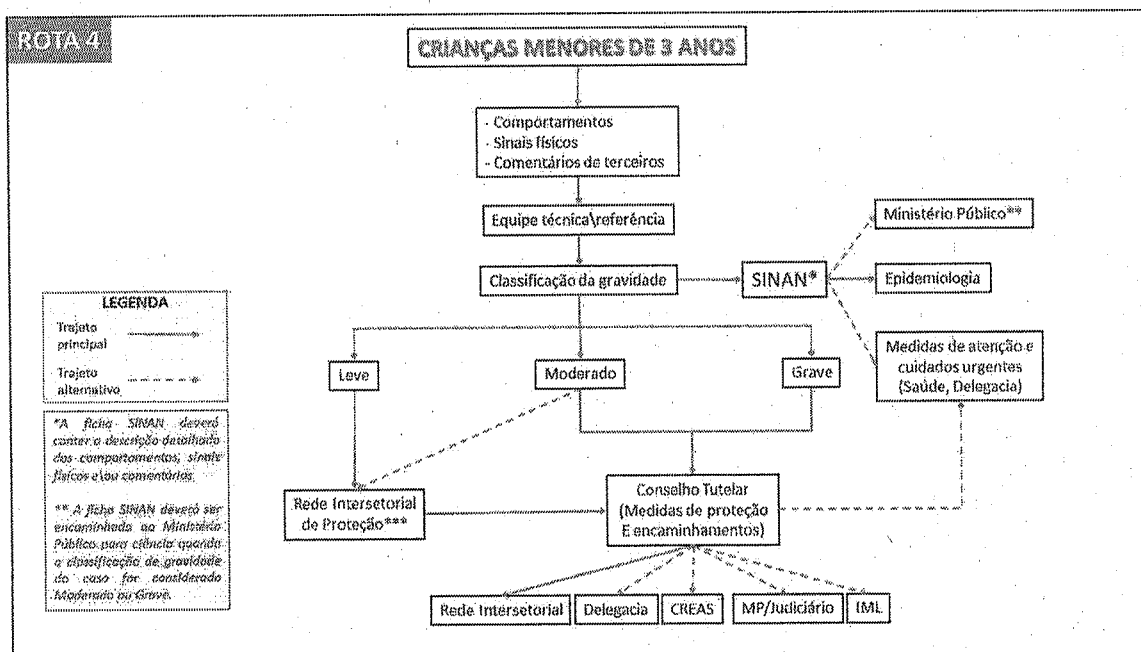 ROTA 4
CRIANÇAS MENORES DE 3 ANOS
- Comportamentos
- Sinais físicos
- Comentários de terceiros
Equipe técnica\referência
Classificação da gravidade
SINAN*
Ministério Público**
Epidemiologia
Medidas de atenção e
cuidados urgentes
(Saúde, Delegacia)
LEGENDA
Trajeto
principal
Trajeto
alternativo
Leve
Moderado
Grave
*A ficha SINAN deverá
conter a descrição detalhada
dos comportamentos, sinais
físicos e\ou comentários.
** A ficha SINAN deverá ser
encaminhada ao Ministério
Público para ciência quando
a classificação de gravidade
do caso for considerado
Moderado ou Grave.
Rede Intersetorial
de Proteção***
Conselho Tutelar
(Medidas de proteção
E encaminhamentos)
Rede Intersetorial
Delegacia
CREAS
MP/Judiciário
IML